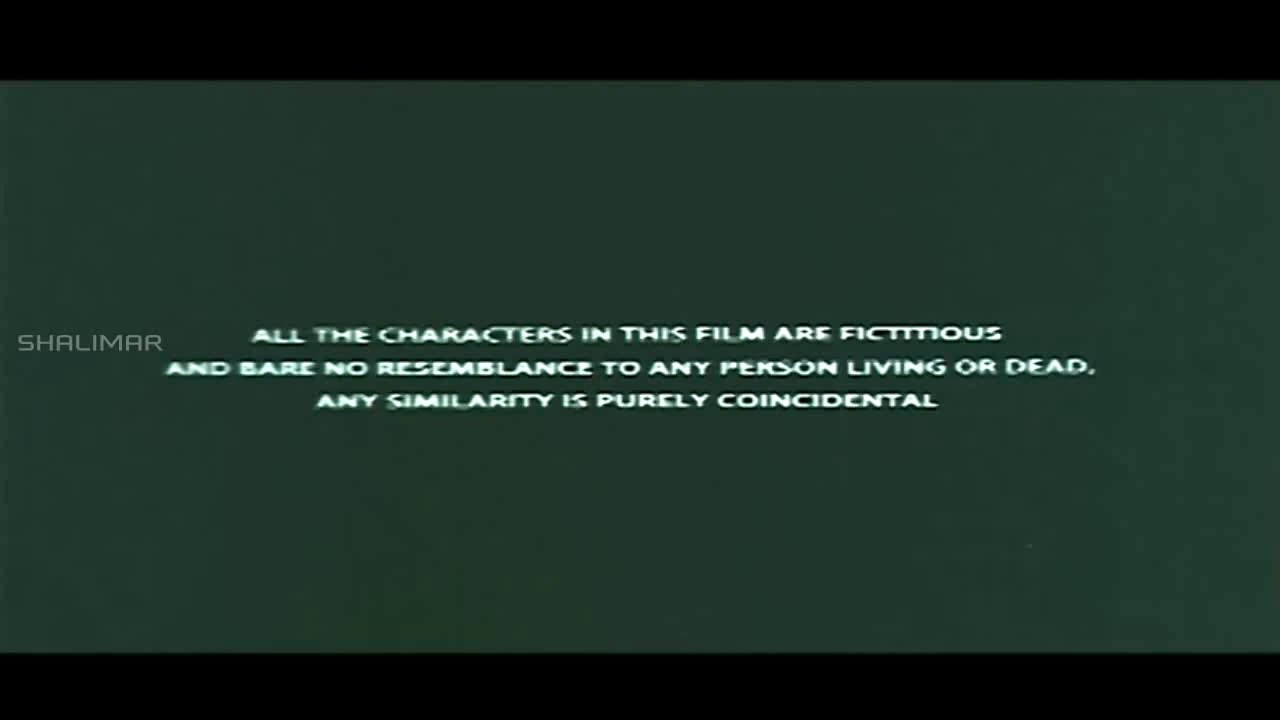 SHALIMAR
ALL THE CHARACTERS IN THIS FILM ARE FICTITIOUS
AND BARE NO RESEMBLANCE TO ANY PERSON LIVING OR DEAD.
ANY SIMILARITY IS PURELY COINCIDENTAL